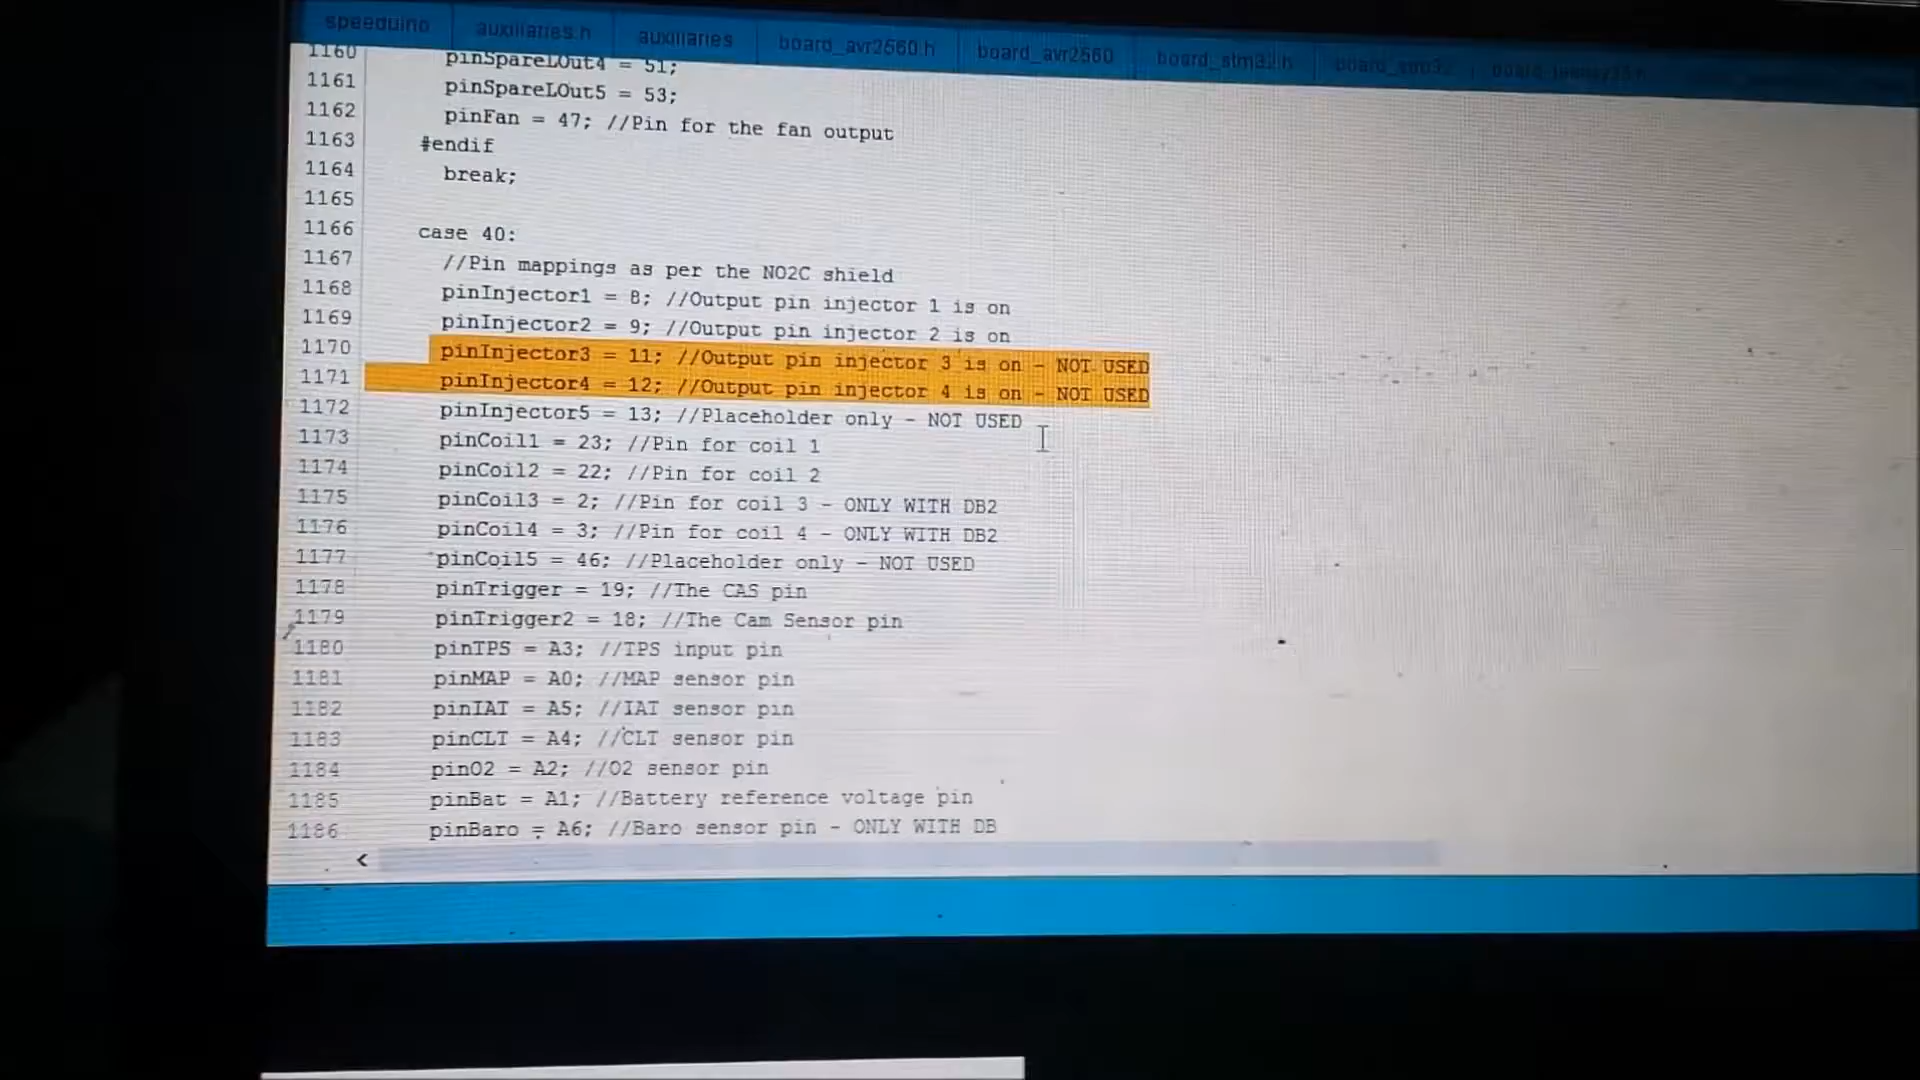 speeduino auxiliaries.h auxiliaries board_avr2560.h board_avr2560 board_stm32.h
1160 pinSpareLOut4 = 51;
1161 pinSpareLOut5 = 53;
1162 pinFan = 47; //Pin for the fan output
1163 #endif
1164 break;
1165
1166 case 40:
1167 //Pin mappings as per the NO2C shield
1168 pinInjector1 = 8; //Output pin injector 1 is on
1169 pinInjector2 = 9; //Output pin injector 2 is on
1170 pinInjector3 = 11; //Output pin injector 3 is on - NOT USED
1171 pinInjector4 = 12; //Output pin injector 4 is on - NOT USED
1172 pinInjector5 = 13; //Placeholder only - NOT USED
1173 pinCoil1 = 23; //Pin for coil 1
1174 pinCoil2 = 22; //Pin for coil 2
1175 pinCoil3 = 2; //Pin for coil 3 - ONLY WITH DB2
1176 pinCoil4 = 3; //Pin for coil 4 - ONLY WITH DB2
1177 pinCoil5 = 46; //Placeholder only - NOT USED
1178 pinTrigger = 19; //The CAS pin
1179 pinTrigger2 = 18; //The Cam Sensor pin
1180 pinTPS = A3; //TPS input pin
1181 pinMAP = A0; //MAP sensor pin
1182 pinIAT = A5; //IAT sensor pin
1183 pinCLT = A4; //CLT sensor pin
1184 pinO2 = A2; //O2 sensor pin
1185 pinBat = A1; //Battery reference voltage pin
1186 pinBaro = A6; //Baro sensor pin - ONLY WITH DB